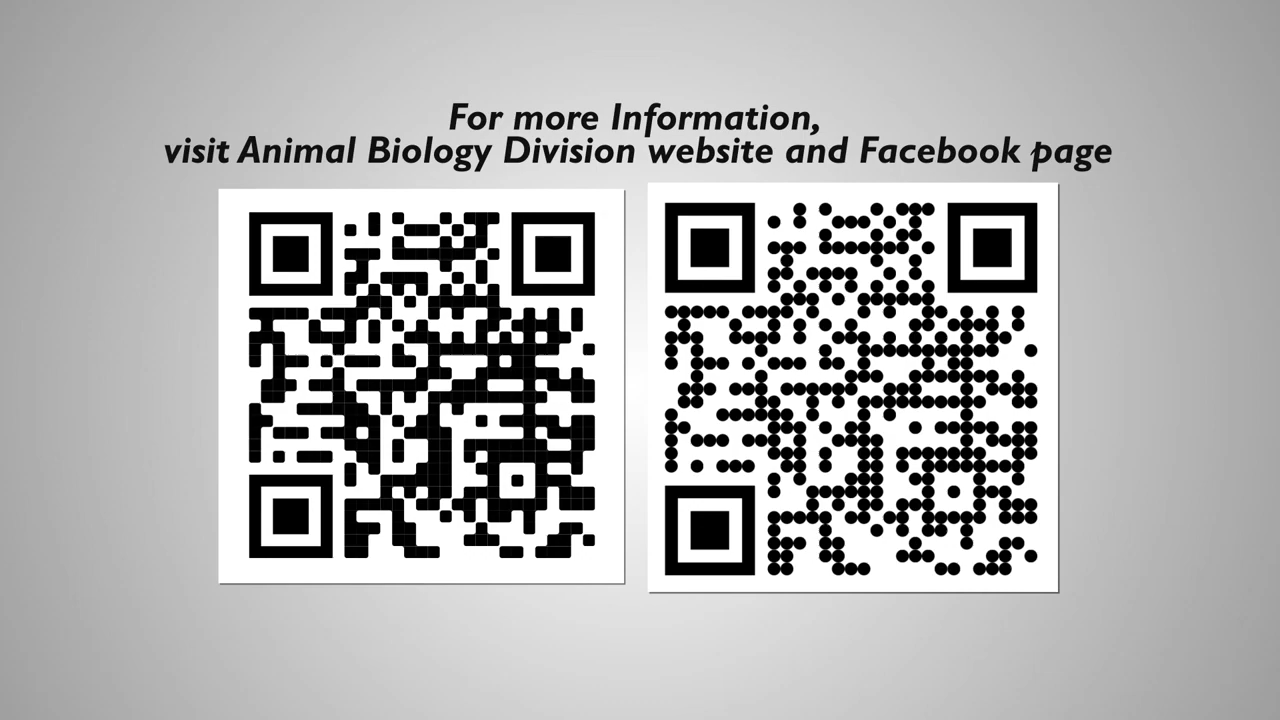 For more Information,
visit Animal Biology Division website and Facebook page